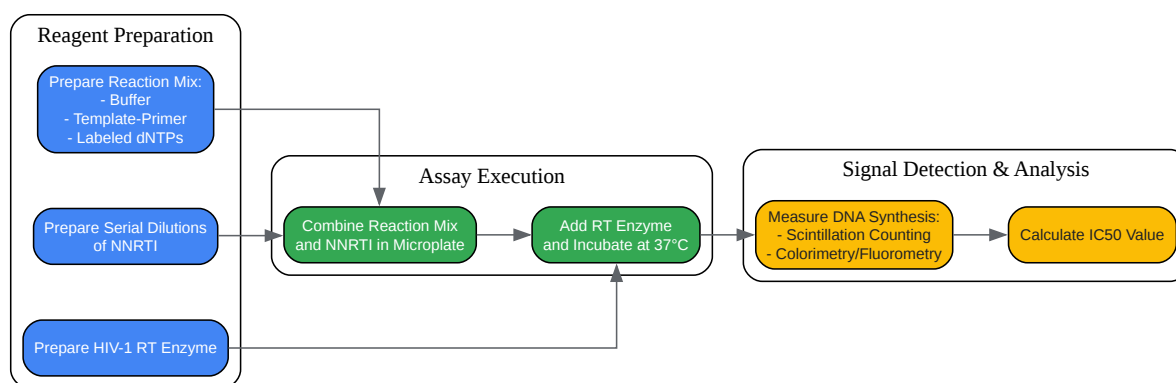 Reagent Preparation
Prepare Reaction Mix:
- Buffer
- Template-Primer
- Labeled dNTPs
Prepare Serial Dilutions
of NNRTI
Prepare HIV-1 RT Enzyme
Assay Execution
Combine Reaction Mix
and NNRTI in Microplate
Add RT Enzyme
and Incubate at 37°C
Signal Detection & Analysis
Measure DNA Synthesis:
- Scintillation Counting
- Colorimetry/Fluorometry
Calculate IC50 Value